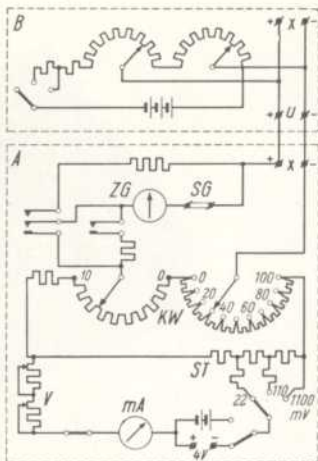 B
+ X -
+ U -
A
+ X -
ZG
SG
10
0
0
100
20
80
40
60
KW
ST
V
22
110
1100
mV
mA
+ -
4V